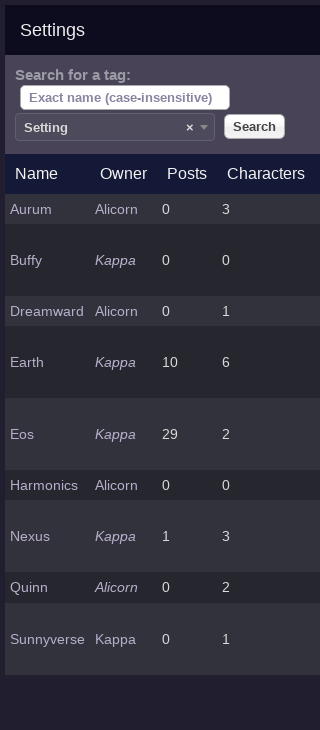 Settings
Search for a tag:
Exact name (case-insensitive)
Setting × Search
Name Owner Posts Characters
Aurum Alicorn 0 3
Buffy Kappa 0 0
Dreamward Alicorn 0 1
Earth Kappa 10 6
Eos Kappa 29 2
Harmonics Alicorn 0 0
Nexus Kappa 1 3
Quinn Alicorn 0 2
Sunnyverse Kappa 0 1